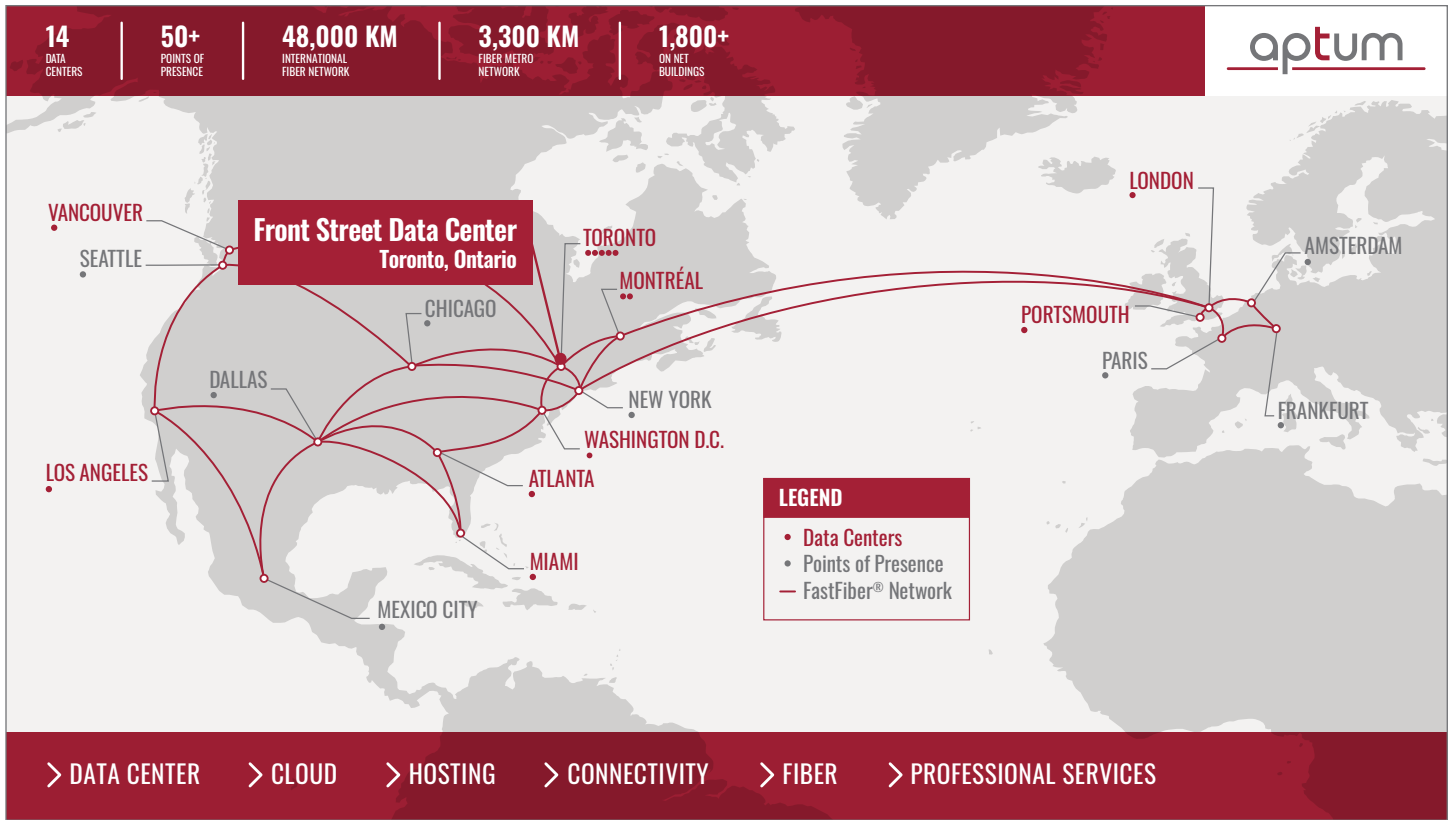 14
DATA
CENTERS
50+
POINTS OF
PRESENCE
48,000 KM
INTERNATIONAL
FIBER NETWORK
3,300 KM
FIBER METRO
NETWORK
1,800+
ON NET
BUILDINGS
aptum
VANCOUVER
SEATTLE
Front Street Data Center
Toronto, Ontario
TORONTO
MONTRÉAL
CHICAGO
DALLAS
NEW YORK
WASHINGTON D.C.
LOS ANGELES
ATLANTA
MIAMI
MEXICO CITY
LONDON
AMSTERDAM
PORTSMOUTH
PARIS
FRANKFURT
LEGEND
Data Centers
Points of Presence
FastFiber® Network
DATA CENTER
CLOUD
HOSTING
CONNECTIVITY
FIBER
PROFESSIONAL SERVICES